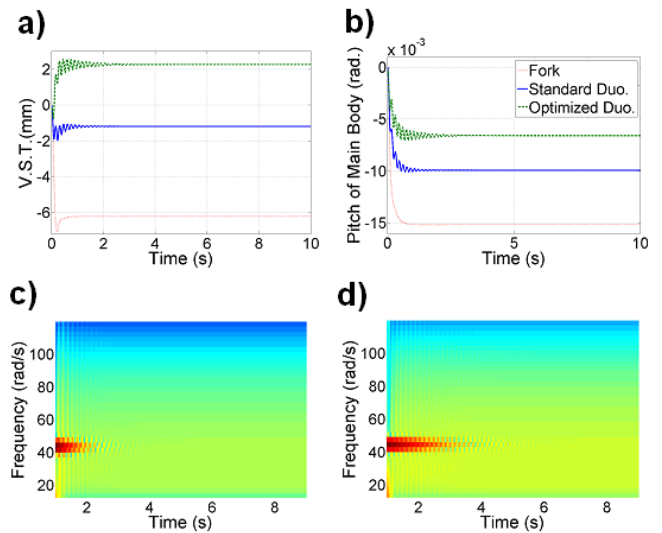 a)
2
0
-2
-4
-6
V.S.T.(mm)
0
2
4
6
8
10
Time (s)
b)
x 10-3
0
-5
-10
-15
Pitch of Main Body (rad.)
Fork
Standard Duo.
Optimized Duo.
0
5
10
Time (s)
c)
100
80
60
40
20
Frequency (rad/s)
2
4
6
8
Time (s)
d)
100
80
60
40
20
Frequency (rad/s)
2
4
6
8
Time (s)